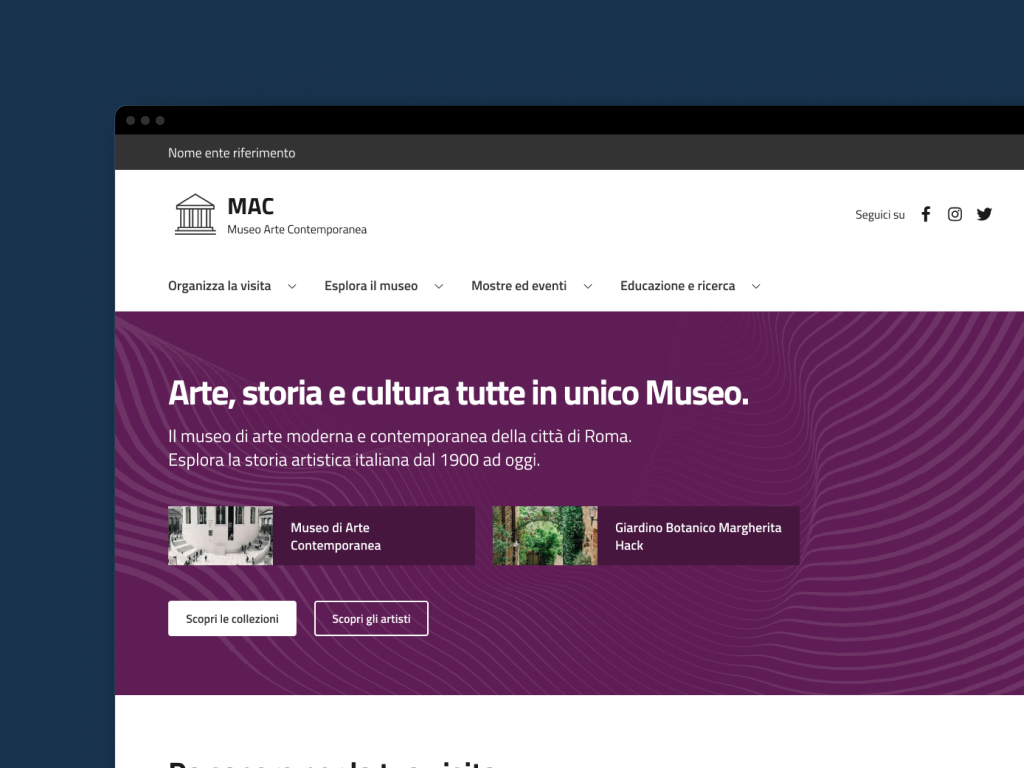 Nome ente riferimento
MAC
Museo Arte Contemporanea
Seguici su
Organizza la visita
Esplora il museo
Mostre ed eventi
Educazione e ricerca
Arte, storia e cultura tutte in unico Museo.
Il museo di arte moderna e contemporanea della città di Roma.
Esplora la storia artistica italiana dal 1900 ad oggi.
Museo di Arte
Contemporanea
Giardino Botanico Margherita
Hack
Scopri le collezioni
Scopri gli artisti